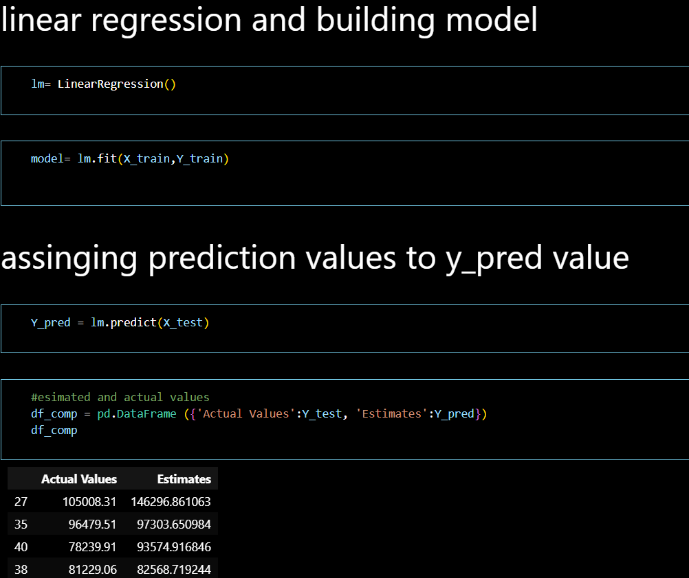 linear regression and building model
lm= LinearRegression()
model= lm.fit(X_train,Y_train)
assinging prediction values to y_pred value
Y_pred = lm.predict(X_test)
#esimated and actual values
df_comp = pd.DataFrame ({'Actual Values':Y_test, 'Estimates':Y_pred})
df_comp
Actual Values Estimates
27 105008.31 146296.861063
35 96479.51 97303.650984
40 78239.91 93574.916846
38 81229.06 82568.719244